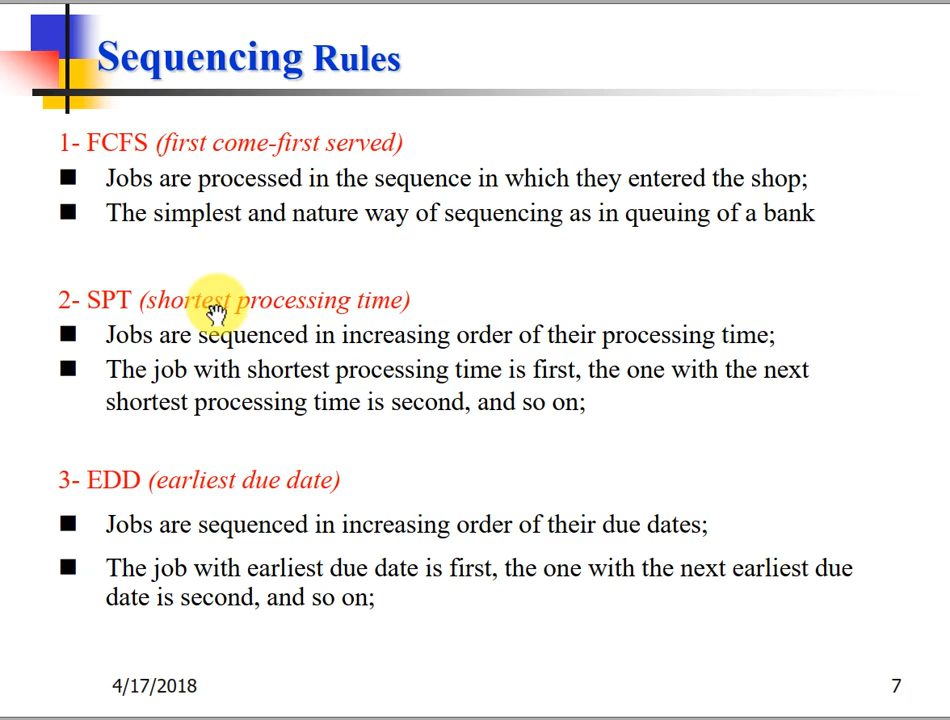 Sequencing Rules
1- FCFS (first come-first served)
■ Jobs are processed in the sequence in which they entered the shop;
■ The simplest and nature way of sequencing as in queuing of a bank
2- SPT (shortest processing time)
■ Jobs are sequenced in increasing order of their processing time;
■ The job with shortest processing time is first, the one with the next
shortest processing time is second, and so on;
3- EDD (earliest due date)
■ Jobs are sequenced in increasing order of their due dates;
■ The job with earliest due date is first, the one with the next earliest due
date is second, and so on;
4/17/2018
7